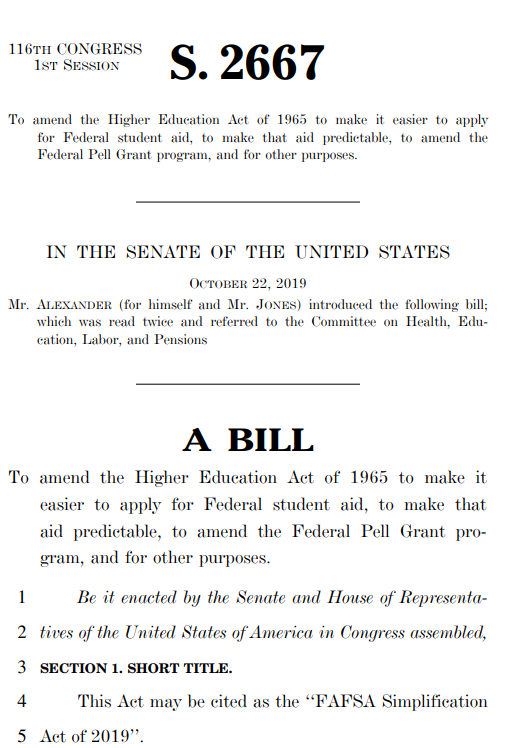 116TH CONGRESS
1ST SESSION
S. 2667
To amend the Higher Education Act of 1965 to make it easier to apply
for Federal student aid, to make that aid predictable, to amend the
Federal Pell Grant program, and for other purposes.
IN THE SENATE OF THE UNITED STATES
OCTOBER 22, 2019
Mr. ALEXANDER (for himself and Mr. JONES) introduced the following bill;
which was read twice and referred to the Committee on Health, Edu-
cation, Labor, and Pensions
A BILL
To amend the Higher Education Act of 1965 to make it
easier to apply for Federal student aid, to make that
aid predictable, to amend the Federal Pell Grant pro-
gram, and for other purposes.
1 Be it enacted by the Senate and House of Representa-
2 tives of the United States of America in Congress assembled,
3 SECTION 1. SHORT TITLE.
4 This Act may be cited as the ‘‘FAFSA Simplification
5 Act of 2019’’.